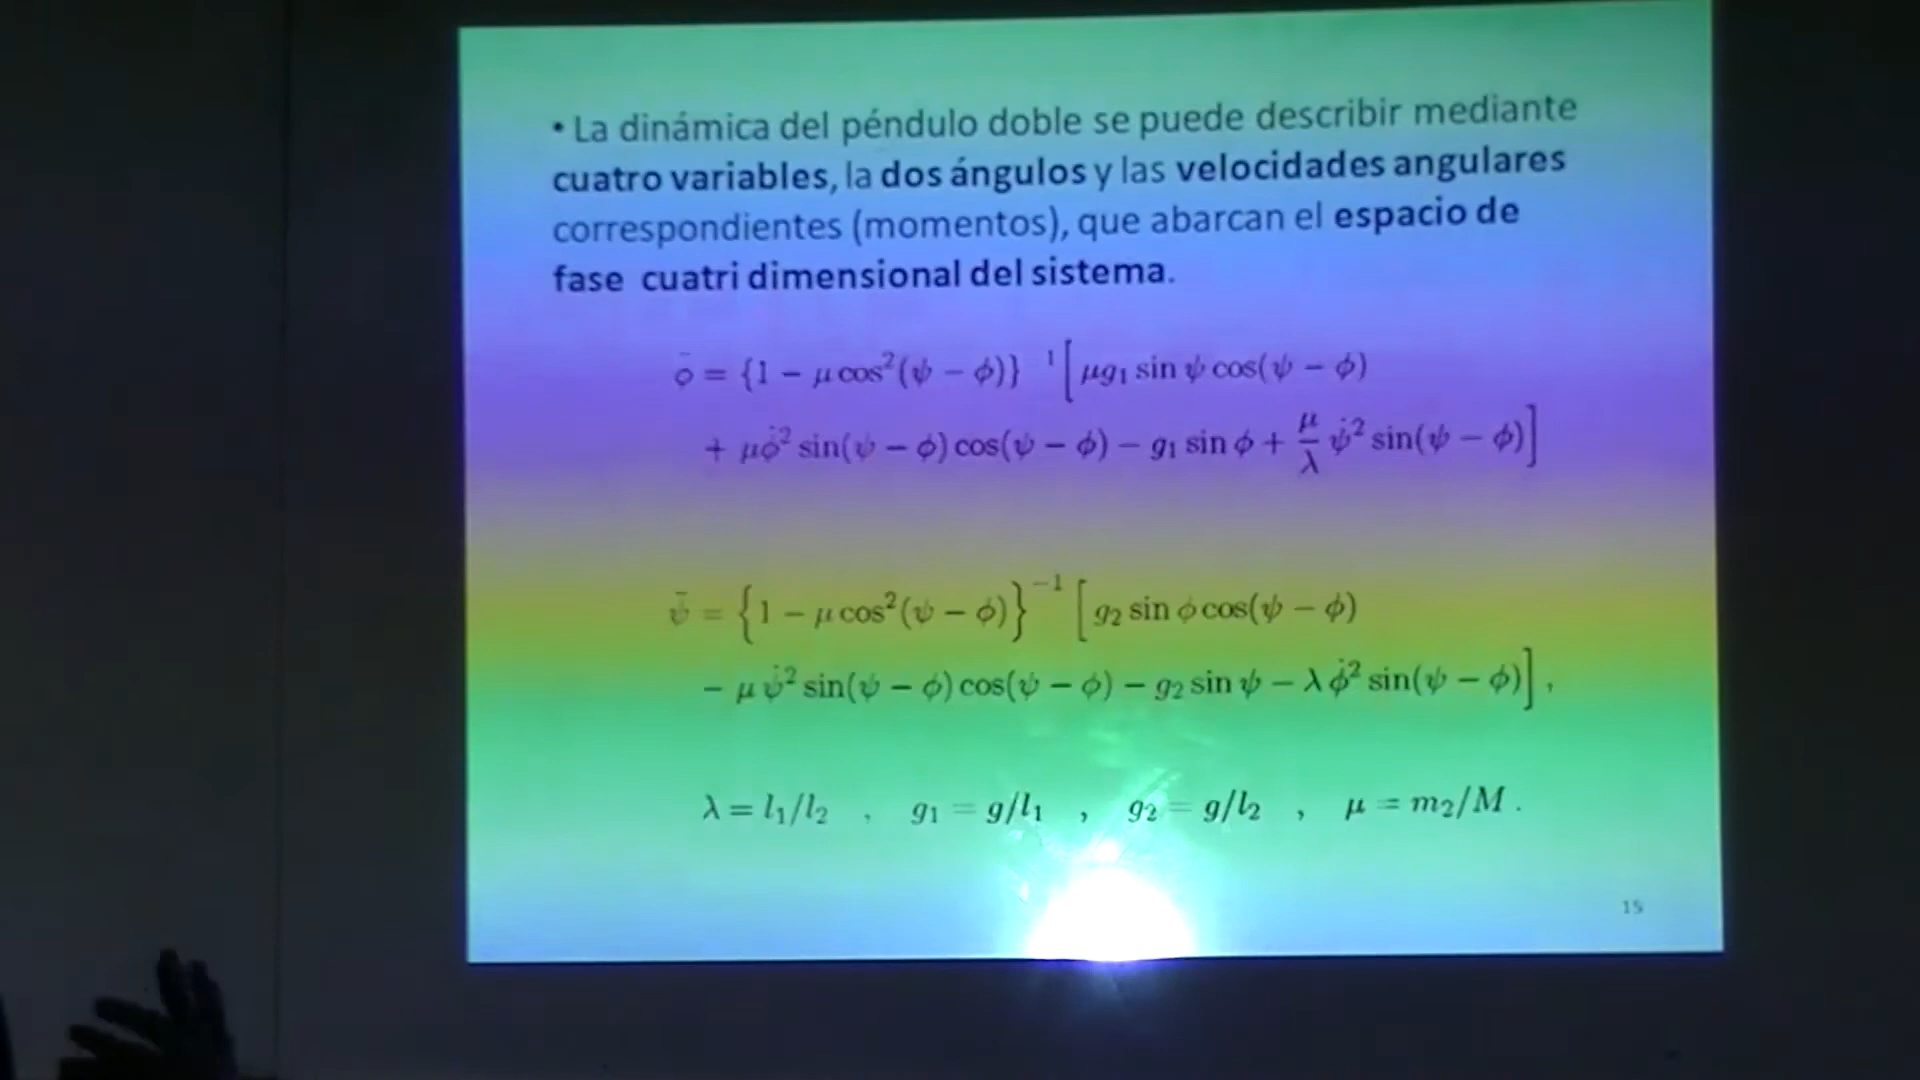 • La dinámica del péndulo doble se puede describir mediante
cuatro variables, la dos ángulos y las velocidades angulares
correspondientes (momentos), que abarcan el espacio de
fase cuatri dimensional del sistema.
φ̈ = {1 − μ cos²(ψ − φ)}⁻¹ [ μg₁ sin ψ cos(ψ − φ)
+ μφ̇² sin(ψ − φ) cos(ψ − φ) − g₁ sin φ + μ/λ ψ̇² sin(ψ − φ)]
ψ̈ = {1 − μ cos²(ψ − φ)}⁻¹ [ g₂ sin φ cos(ψ − φ)
− μ ψ̇² sin(ψ − φ) cos(ψ − φ) − g₂ sin ψ − λ φ̇² sin(ψ − φ)] ,
λ = l₁/l₂ , g₁ = g/l₁ , g₂ = g/l₂ , μ = m₂/M .
15